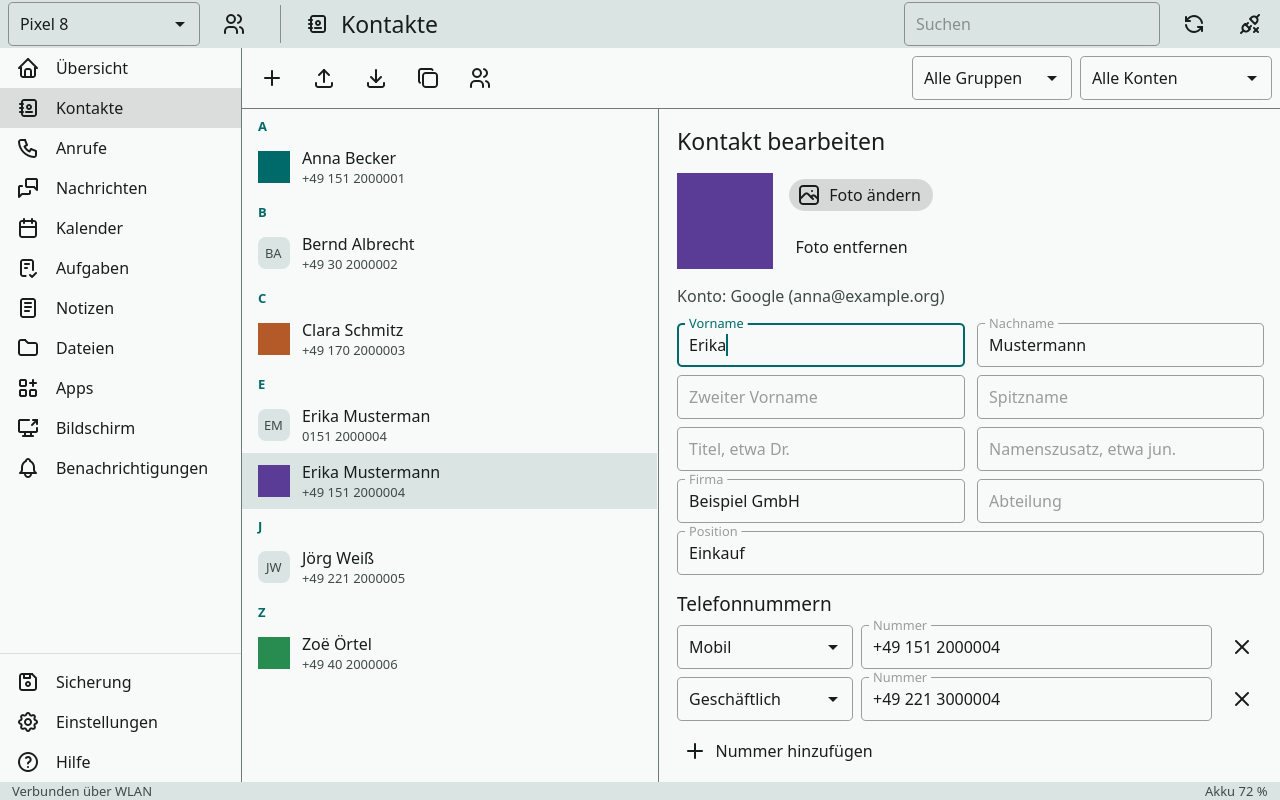 Pixel 8
Kontakte
Suchen
Übersicht
Kontakte
Anrufe
Nachrichten
Kalender
Aufgaben
Notizen
Dateien
Apps
Bildschirm
Benachrichtigungen
Sicherung
Einstellungen
Hilfe
Alle Gruppen
Alle Konten
A
Anna Becker
+49 151 2000001
B
BA
Bernd Albrecht
+49 30 2000002
C
Clara Schmitz
+49 170 2000003
E
EM
Erika Musterman
0151 2000004
Erika Mustermann
+49 151 2000004
J
JW
Jörg Weiß
+49 221 2000005
Z
Zoë Örtel
+49 40 2000006
Kontakt bearbeiten
Foto ändern
Foto entfernen
Konto: Google (anna@example.org)
Vorname
Erika
Nachname
Mustermann
Zweiter Vorname
Spitzname
Titel, etwa Dr.
Namenszusatz, etwa jun.
Firma
Beispiel GmbH
Abteilung
Position
Einkauf
Telefonnummern
Mobil
Nummer
+49 151 2000004
Geschäftlich
Nummer
+49 221 3000004
Nummer hinzufügen
Verbunden über WLAN
Akku 72 %